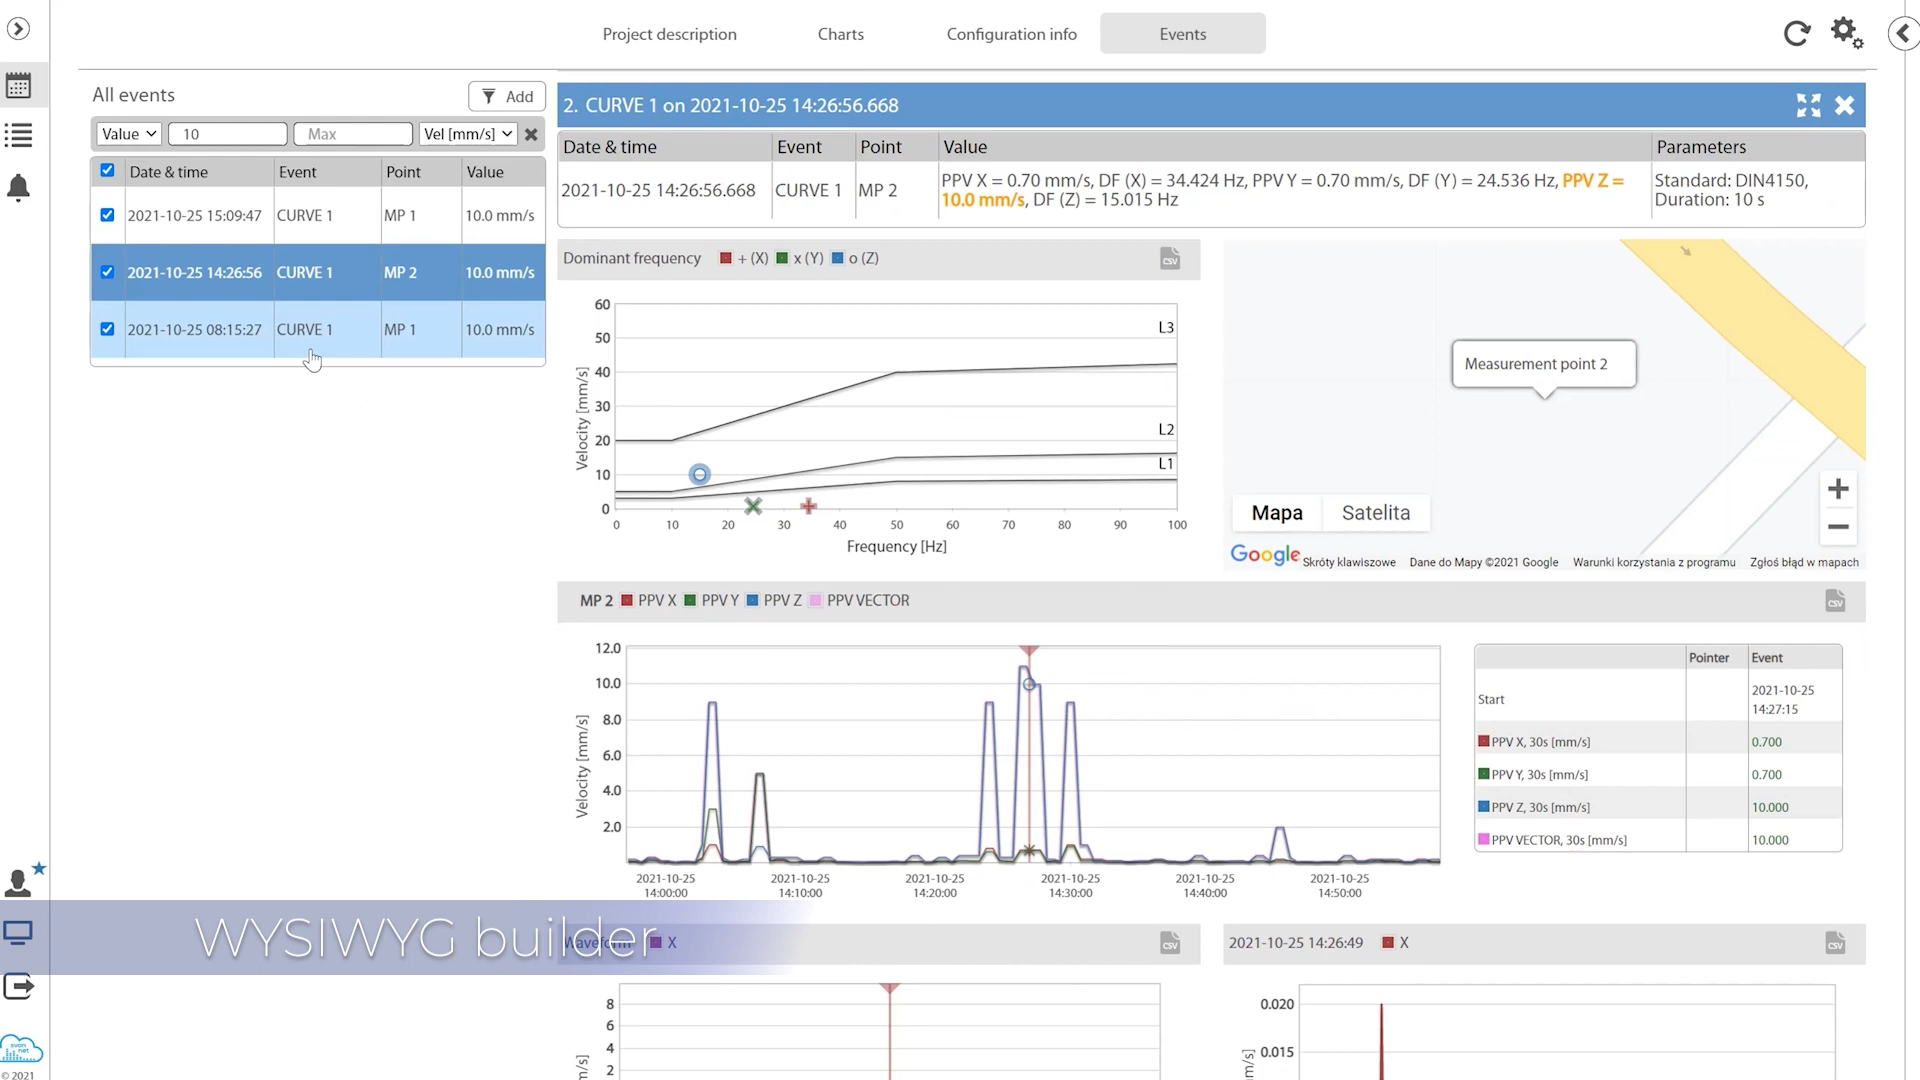 Project description
Charts
Configuration info
Events
All events
Add
Value
10
Max
Vel [mm/s]
Date & time Event Point Value
2021-10-25 15:09:47 CURVE 1 MP 1 10.0 mm/s
2021-10-25 14:26:56 CURVE 1 MP 2 10.0 mm/s
2021-10-25 08:15:27 CURVE 1 MP 1 10.0 mm/s
2. CURVE 1 on 2021-10-25 14:26:56.668
Date & time Event Point Value Parameters
2021-10-25 14:26:56.668 CURVE 1 MP 2
PPV X = 0.70 mm/s, DF (X) = 34.424 Hz, PPV Y = 0.70 mm/s, DF (Y) = 24.536 Hz, PPV Z =
10.0 mm/s, DF (Z) = 15.015 Hz
Standard: DIN4150,
Duration: 10 s
Dominant frequency + (X) x (Y) o (Z)
CSV
60
50
40
30
20
10
0
Velocity [mm/s]
L3
L2
L1
0 10 20 30 40 50 60 70 80 90 100
Frequency [Hz]
Measurement point 2
Mapa Satelita
Google Skróty klawiszowe Dane do Mapy ©2021 Google Warunki korzystania z programu Zgłoś błąd w mapach
MP 2 PPV X PPV Y PPV Z PPV VECTOR
CSV
12.0
10.0
8.0
6.0
4.0
2.0
Velocity [mm/s]
2021-10-25 2021-10-25 2021-10-25 2021-10-25 2021-10-25 2021-10-25
14:00:00 14:10:00 14:20:00 14:30:00 14:40:00 14:50:00
Pointer Event
Start
2021-10-25
14:27:15
PPV X, 30s [mm/s] 0.700
PPV Y, 30s [mm/s] 0.700
PPV Z, 30s [mm/s] 10.000
PPV VECTOR, 30s [mm/s] 10.000
WYSIWYG builder
Waveform X
CSV
2021-10-25 14:26:49 X
CSV
8
6
4
2
m/s]
0.020
0.015
m/s]
svan
net
© 2021